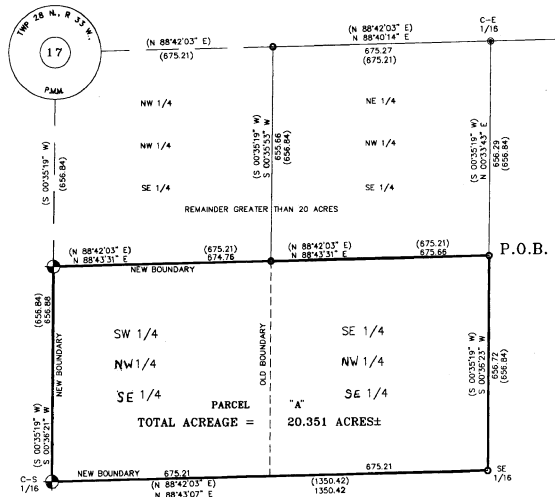 TWP 28 N., R 33 W.,
17
P.M.M.
C-E
1/16
(N 88°42'03" E)
(675.21)
(N 88°42'03" E)
N 88°40'14" E
675.27
(675.21)
NW 1/4
NW 1/4
SE 1/4
NE 1/4
NW 1/4
SE 1/4
(S 00°35'19" W)
(656.84)
(S 00°35'19" W)
S 00°35'53" W
655.66
(656.84)
(S 00°35'19" W)
N 00°33'43" E
656.29
(656.84)
REMAINDER GREATER THAN 20 ACRES
(N 88°42'03" E)
N 88°43'31" E
(675.21)
674.76
NEW BOUNDARY
(N 88°42'03" E)
N 88°43'31" E
(675.21)
675.66
P.O.B.
(656.84)
656.88
NEW BOUNDARY
(S 00°35'19" W)
S 00°36'21" W
SW 1/4
NW 1/4
SE 1/4
OLD BOUNDARY
SE 1/4
NW 1/4
SE 1/4
(S 00°35'19" W)
S 00°36'23" W
656.72
(656.84)
PARCEL "A"
TOTAL ACREAGE = 20.351 ACRES±
C-S
1/16
NEW BOUNDARY
675.21
(N 88°42'03" E)
N 88°43'07" E
675.21
(1350.42)
1350.42
SE
1/16